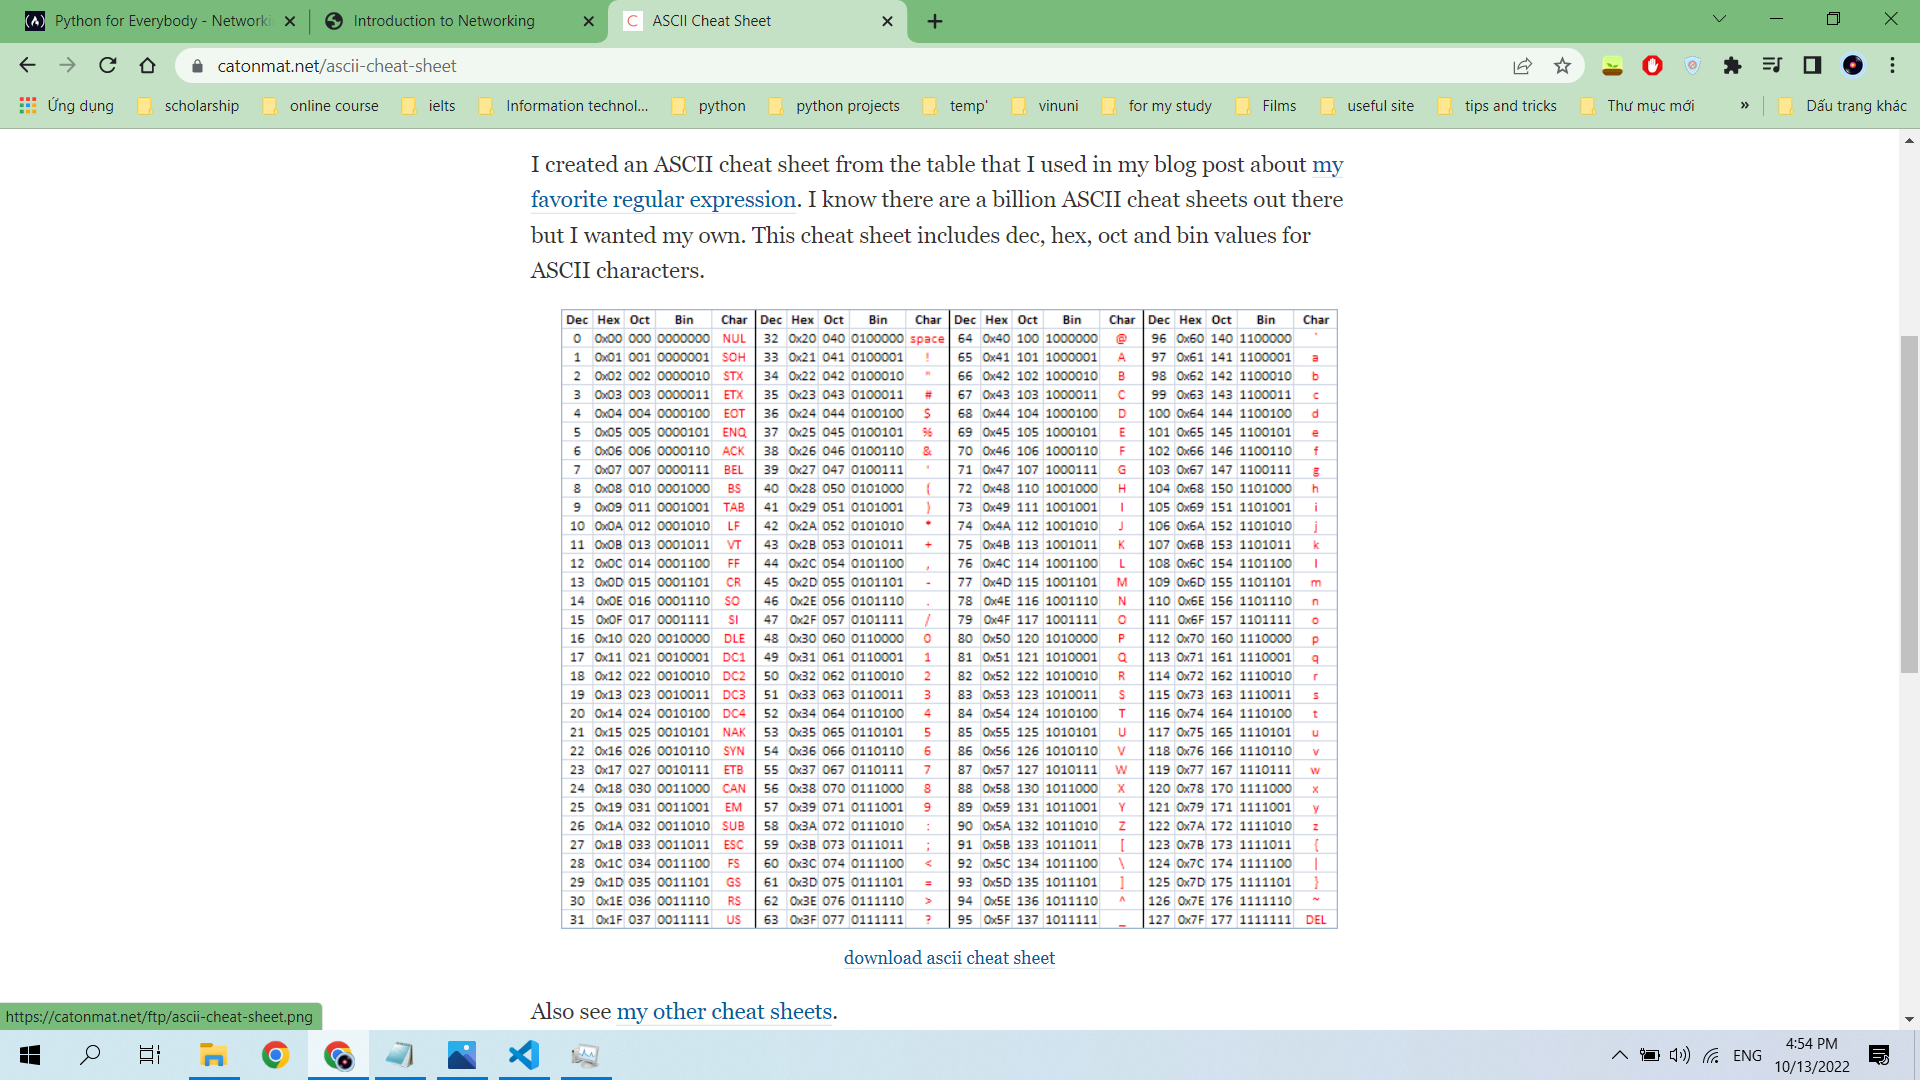 Python for Everybody - Networki
Introduction to Networking
ASCII Cheat Sheet
catonmat.net/ascii-cheat-sheet
Ứng dụng scholarship online course ielts Information technol... python python projects temp' vinuni for my study Films useful site tips and tricks Thư mục mới » Dấu trang khác
I created an ASCII cheat sheet from the table that I used in my blog post about my
favorite regular expression. I know there are a billion ASCII cheat sheets out there
but I wanted my own. This cheat sheet includes dec, hex, oct and bin values for
ASCII characters.
Dec Hex Oct Bin Char Dec Hex Oct Bin Char Dec Hex Oct Bin Char Dec Hex Oct Bin Char
0 0x00 000 0000000 NUL 32 0x20 040 0100000 space 64 0x40 100 1000000 @ 96 0x60 140 1100000 `
1 0x01 001 0000001 SOH 33 0x21 041 0100001 ! 65 0x41 101 1000001 A 97 0x61 141 1100001 a
2 0x02 002 0000010 STX 34 0x22 042 0100010 " 66 0x42 102 1000010 B 98 0x62 142 1100010 b
3 0x03 003 0000011 ETX 35 0x23 043 0100011 # 67 0x43 103 1000011 C 99 0x63 143 1100011 c
4 0x04 004 0000100 EOT 36 0x24 044 0100100 $ 68 0x44 104 1000100 D 100 0x64 144 1100100 d
5 0x05 005 0000101 ENQ 37 0x25 045 0100101 % 69 0x45 105 1000101 E 101 0x65 145 1100101 e
6 0x06 006 0000110 ACK 38 0x26 046 0100110 & 70 0x46 106 1000110 F 102 0x66 146 1100110 f
7 0x07 007 0000111 BEL 39 0x27 047 0100111 ' 71 0x47 107 1000111 G 103 0x67 147 1100111 g
8 0x08 010 0001000 BS 40 0x28 050 0101000 ( 72 0x48 110 1001000 H 104 0x68 150 1101000 h
9 0x09 011 0001001 TAB 41 0x29 051 0101001 ) 73 0x49 111 1001001 I 105 0x69 151 1101001 i
10 0x0A 012 0001010 LF 42 0x2A 052 0101010 * 74 0x4A 112 1001010 J 106 0x6A 152 1101010 j
11 0x0B 013 0001011 VT 43 0x2B 053 0101011 + 75 0x4B 113 1001011 K 107 0x6B 153 1101011 k
12 0x0C 014 0001100 FF 44 0x2C 054 0101100 , 76 0x4C 114 1001100 L 108 0x6C 154 1101100 l
13 0x0D 015 0001101 CR 45 0x2D 055 0101101 - 77 0x4D 115 1001101 M 109 0x6D 155 1101101 m
14 0x0E 016 0001110 SO 46 0x2E 056 0101110 . 78 0x4E 116 1001110 N 110 0x6E 156 1101110 n
15 0x0F 017 0001111 SI 47 0x2F 057 0101111 / 79 0x4F 117 1001111 O 111 0x6F 157 1101111 o
16 0x10 020 0010000 DLE 48 0x30 060 0110000 0 80 0x50 120 1010000 P 112 0x70 160 1110000 p
17 0x11 021 0010001 DC1 49 0x31 061 0110001 1 81 0x51 121 1010001 Q 113 0x71 161 1110001 q
18 0x12 022 0010010 DC2 50 0x32 062 0110010 2 82 0x52 122 1010010 R 114 0x72 162 1110010 r
19 0x13 023 0010011 DC3 51 0x33 063 0110011 3 83 0x53 123 1010011 S 115 0x73 163 1110011 s
20 0x14 024 0010100 DC4 52 0x34 064 0110100 4 84 0x54 124 1010100 T 116 0x74 164 1110100 t
21 0x15 025 0010101 NAK 53 0x35 065 0110101 5 85 0x55 125 1010101 U 117 0x75 165 1110101 u
22 0x16 026 0010110 SYN 54 0x36 066 0110110 6 86 0x56 126 1010110 V 118 0x76 166 1110110 v
23 0x17 027 0010111 ETB 55 0x37 067 0110111 7 87 0x57 127 1010111 W 119 0x77 167 1110111 w
24 0x18 030 0011000 CAN 56 0x38 070 0111000 8 88 0x58 130 1011000 X 120 0x78 170 1111000 x
25 0x19 031 0011001 EM 57 0x39 071 0111001 9 89 0x59 131 1011001 Y 121 0x79 171 1111001 y
26 0x1A 032 0011010 SUB 58 0x3A 072 0111010 : 90 0x5A 132 1011010 Z 122 0x7A 172 1111010 z
27 0x1B 033 0011011 ESC 59 0x3B 073 0111011 ; 91 0x5B 133 1011011 [ 123 0x7B 173 1111011 {
28 0x1C 034 0011100 FS 60 0x3C 074 0111100 < 92 0x5C 134 1011100 \ 124 0x7C 174 1111100 |
29 0x1D 035 0011101 GS 61 0x3D 075 0111101 = 93 0x5D 135 1011101 ] 125 0x7D 175 1111101 }
30 0x1E 036 0011110 RS 62 0x3E 076 0111110 > 94 0x5E 136 1011110 ^ 126 0x7E 176 1111110 ~
31 0x1F 037 0011111 US 63 0x3F 077 0111111 ? 95 0x5F 137 1011111 _ 127 0x7F 177 1111111 DEL
download ascii cheat sheet
Also see my other cheat sheets.
https://catonmat.net/ftp/ascii-cheat-sheet.png
ENG
4:54 PM
10/13/2022